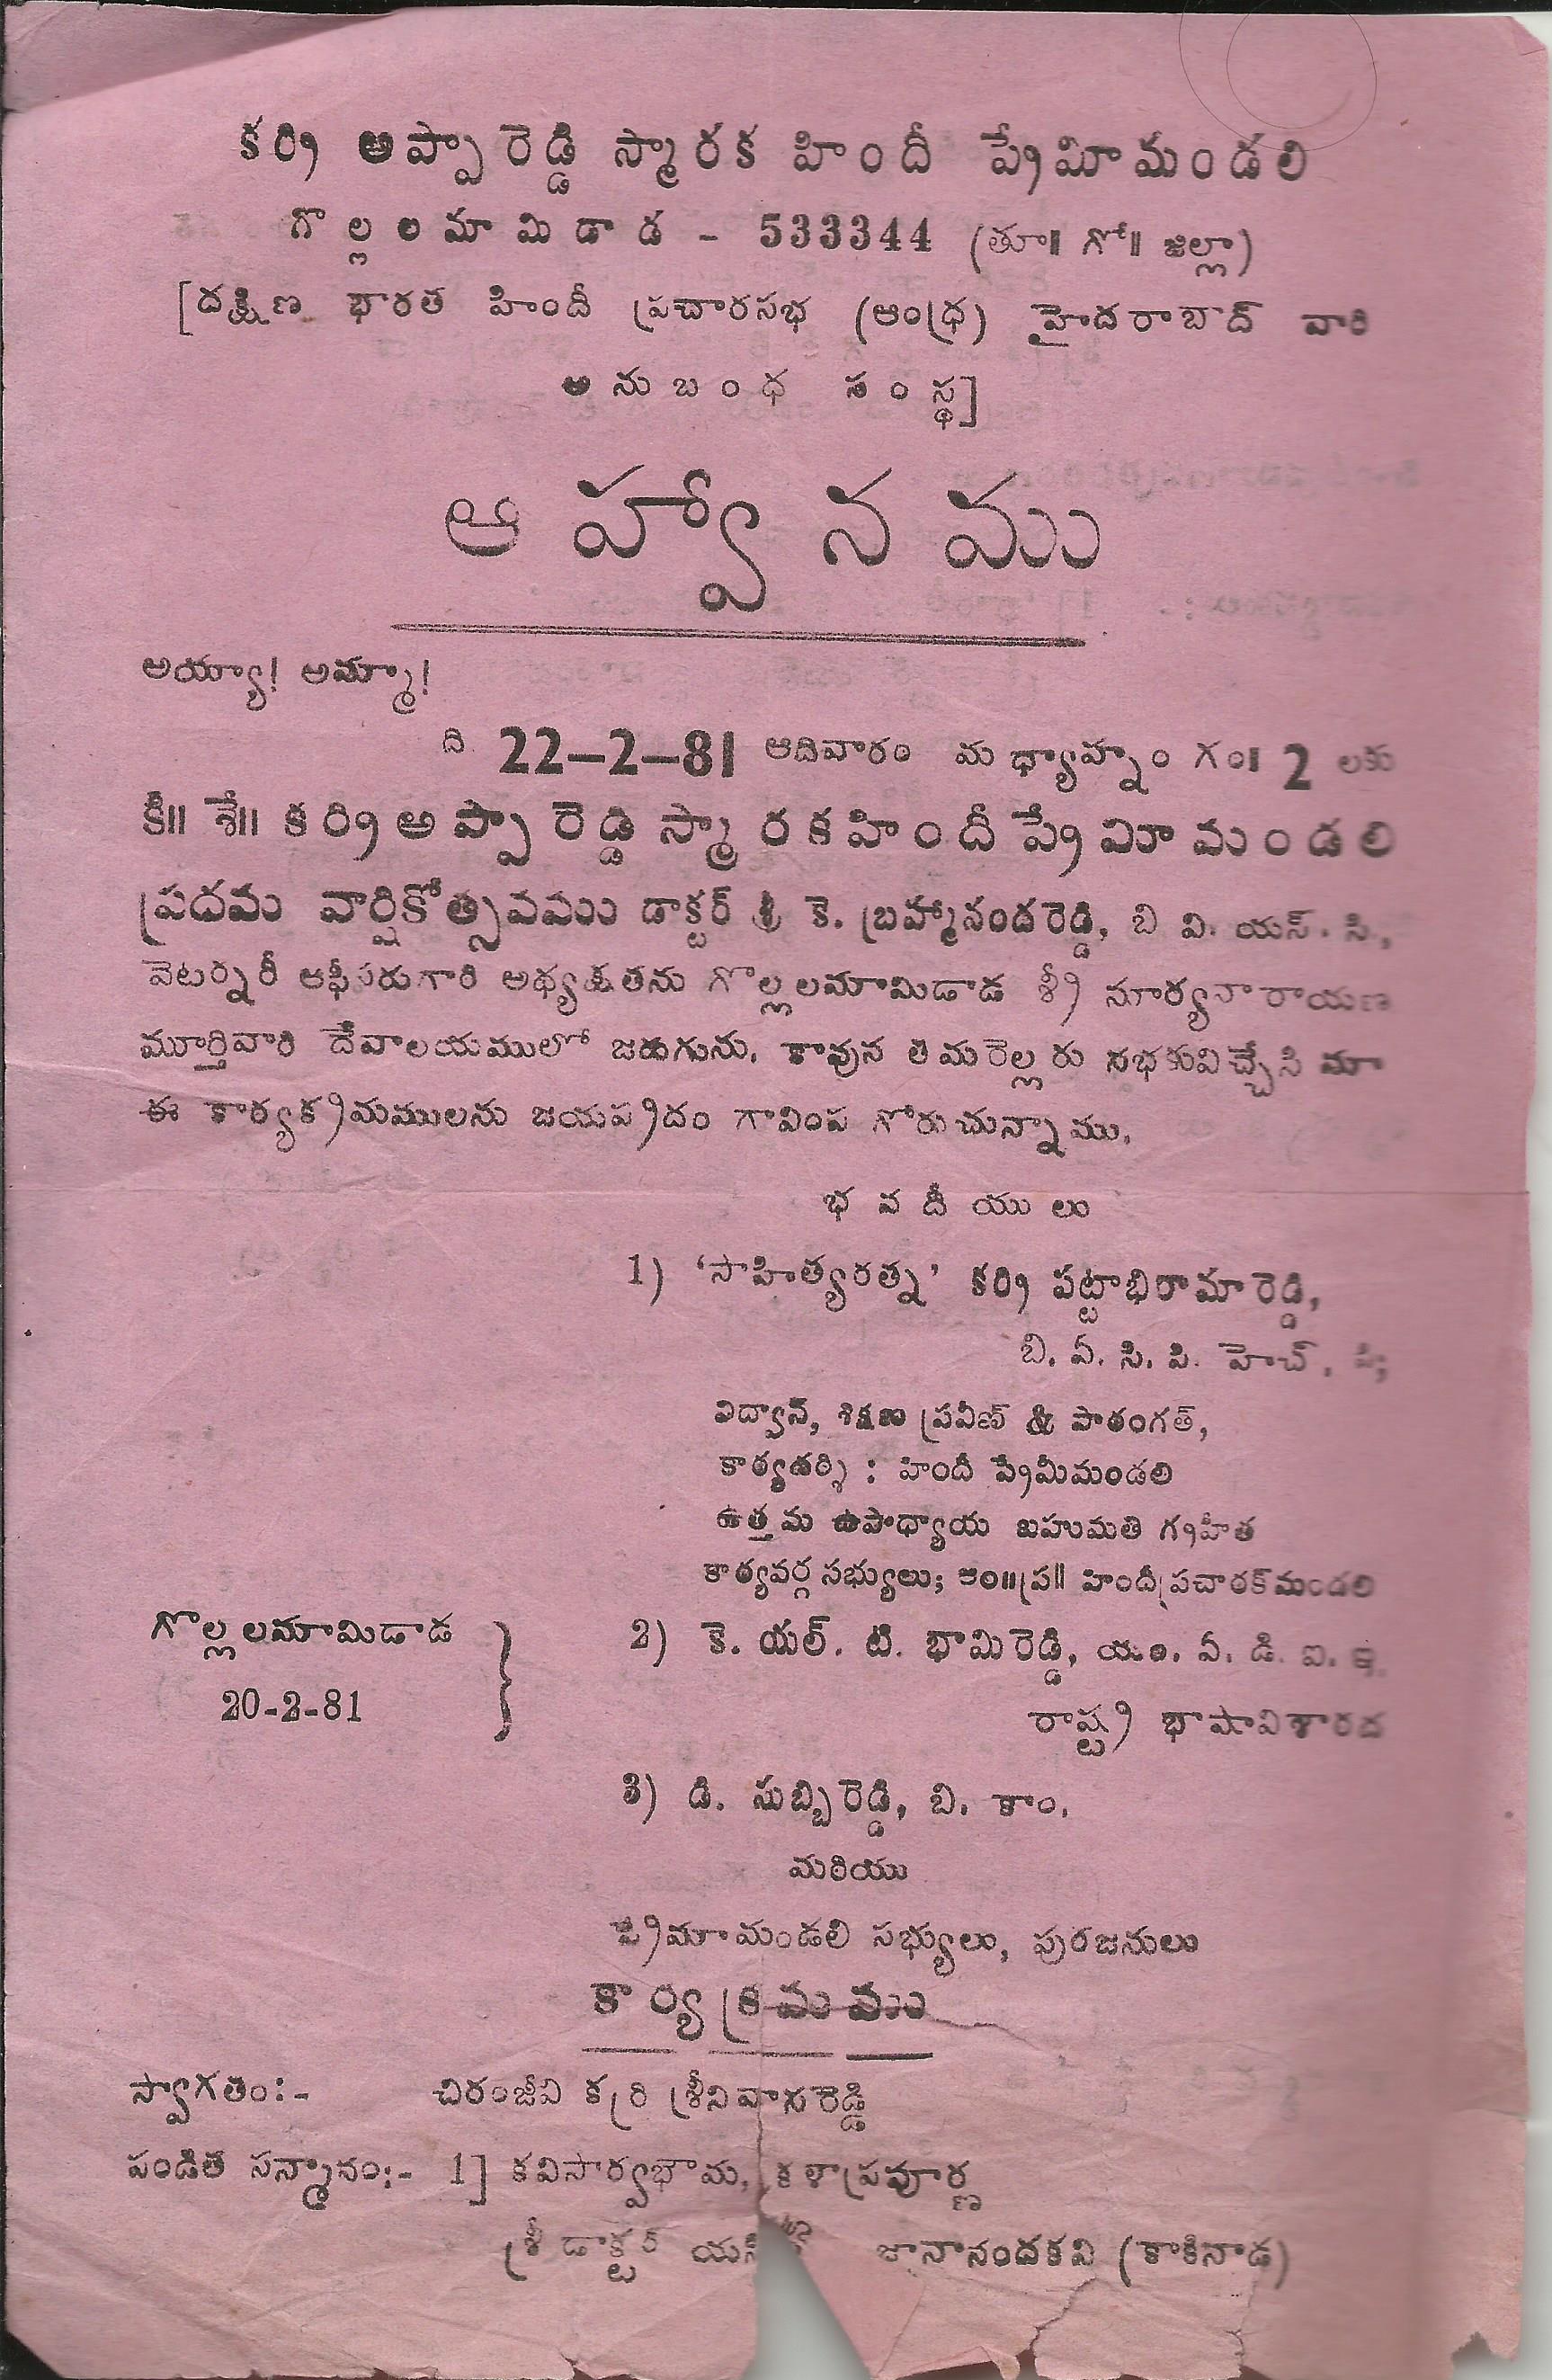 కర్రి అప్పారెడ్డి స్మారక హిందీ ప్రేమీమండలి
గొల్లలమామిడాడ - 533344 (తూ॥ గో॥ జిల్లా)
[దక్షిణ భారత హిందీ ప్రచారసభ (ఆంధ్ర) హైదరాబాద్ వారి
అనుబంధ సంస్థ]
ఆహ్వానము
అయ్యా! అమ్మా!
ది 22-2-81 ఆదివారం మధ్యాహ్నం గం॥ 2 లకు
కీ॥ శే॥ కర్రి అప్పారెడ్డి స్మారకహిందీ ప్రేమీమండలి
ప్రధమ వార్షికోత్సవము డాక్టర్ శ్రీ కె. బ్రహ్మానందరెడ్డి, బి వి. యస్. సి.,
వెటర్నరీ ఆఫీసరుగారి అధ్యక్షతను గొల్లలమామిడాడ శ్రీ సూర్యనారాయణ
మూర్తివారి దేవాలయములో జరుగును. కావున తమరెల్లరు సభకువిచ్చేసి మా
ఈ కార్యక్రమములను జయప్రదం గావింప గోరుచున్నాము.
భవదీయులు
1) 'సాహిత్యరత్న' కర్రి పట్టాభిరామారెడ్డి,
బి. ఏ. సి. పి. హెచ్.
విద్వాన్, శిక్షణ ప్రవీణ్ & పారంగత్,
కార్యదర్శి : హిందీ ప్రేమీమండలి
ఉత్తమ ఉపాధ్యాయ బహుమతి గ్రహీత
కార్యవర్గ సభ్యులు; ఆం॥ప్ర॥ హిందీప్రచారక్‌మండలి
గొల్లలమామిడాడ
20-2-81
2) కె. యల్. టి. భామిరెడ్డి, యం. ఏ. డి. ఐ. ఇ.
రాష్ట్ర భాషావిశారద
3) డి. సుబ్బిరెడ్డి, బి. కాం.
మరియు
ప్రేమీమండలి సభ్యులు, పురజనులు
కార్యక్రమము
స్వాగతం:- చిరంజీవి కర్రి శ్రీనివాసరెడ్డి
పండిత సన్మానం:- 1] కవిసార్వభౌమ, కళాప్రపూర్ణ
శ్రీ డాక్టర్ జ్ఞానానందకవి (కాకినాడ)